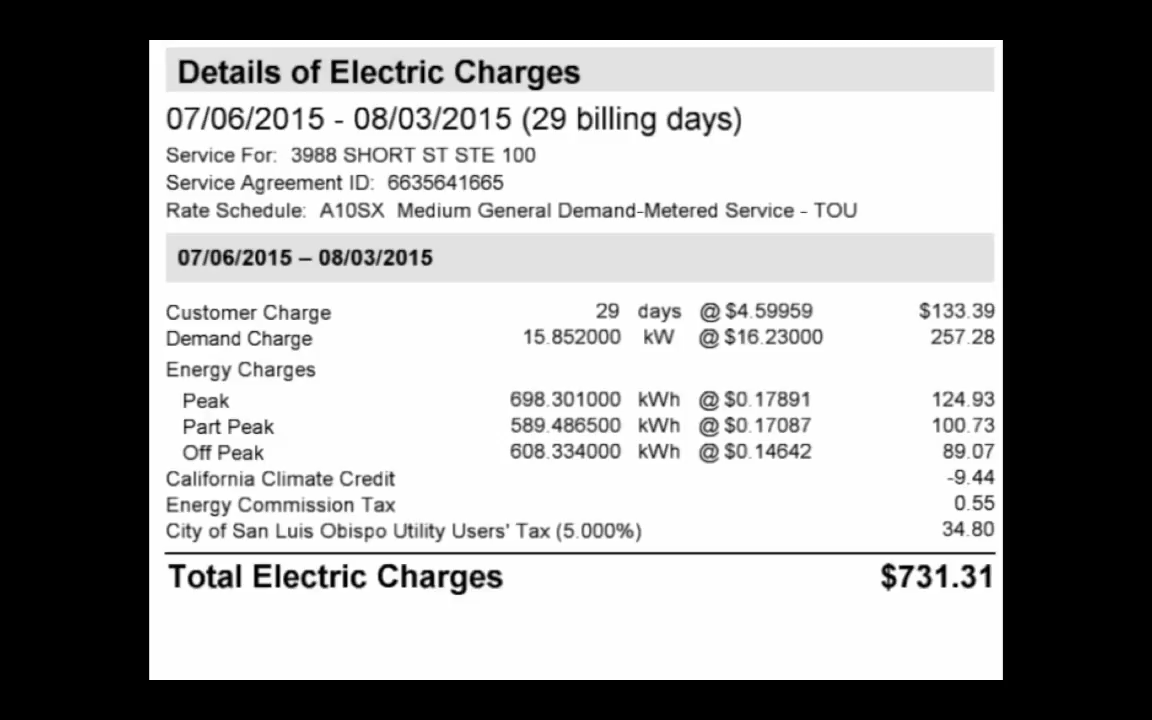 Details of Electric Charges
07/06/2015 - 08/03/2015 (29 billing days)
Service For: 3988 SHORT ST STE 100
Service Agreement ID: 6635641665
Rate Schedule: A10SX Medium General Demand-Metered Service - TOU
07/06/2015 – 08/03/2015
Customer Charge 29 days @ $4.59959 $133.39
Demand Charge 15.852000 kW @ $16.23000 257.28
Energy Charges
Peak 698.301000 kWh @ $0.17891 124.93
Part Peak 589.486500 kWh @ $0.17087 100.73
Off Peak 608.334000 kWh @ $0.14642 89.07
California Climate Credit -9.44
Energy Commission Tax 0.55
City of San Luis Obispo Utility Users' Tax (5.000%) 34.80
Total Electric Charges $731.31